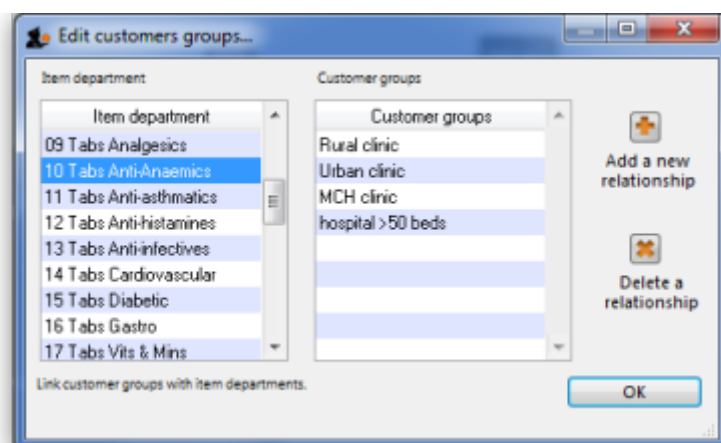 Edit customers groups...
Item department
Item department
09 Tabs Analgesics
10 Tabs Anti-Anaemics
11 Tabs Anti-asthmatics
12 Tabs Anti-histamines
13 Tabs Anti-infectives
14 Tabs Cardiovascular
15 Tabs Diabetic
16 Tabs Gastro
17 Tabs Vits & Mins
Customer groups
Customer groups
Rural clinic
Urban clinic
MCH clinic
hospital >50 beds
Add a new
relationship
Delete a
relationship
Link customer groups with item departments.
OK